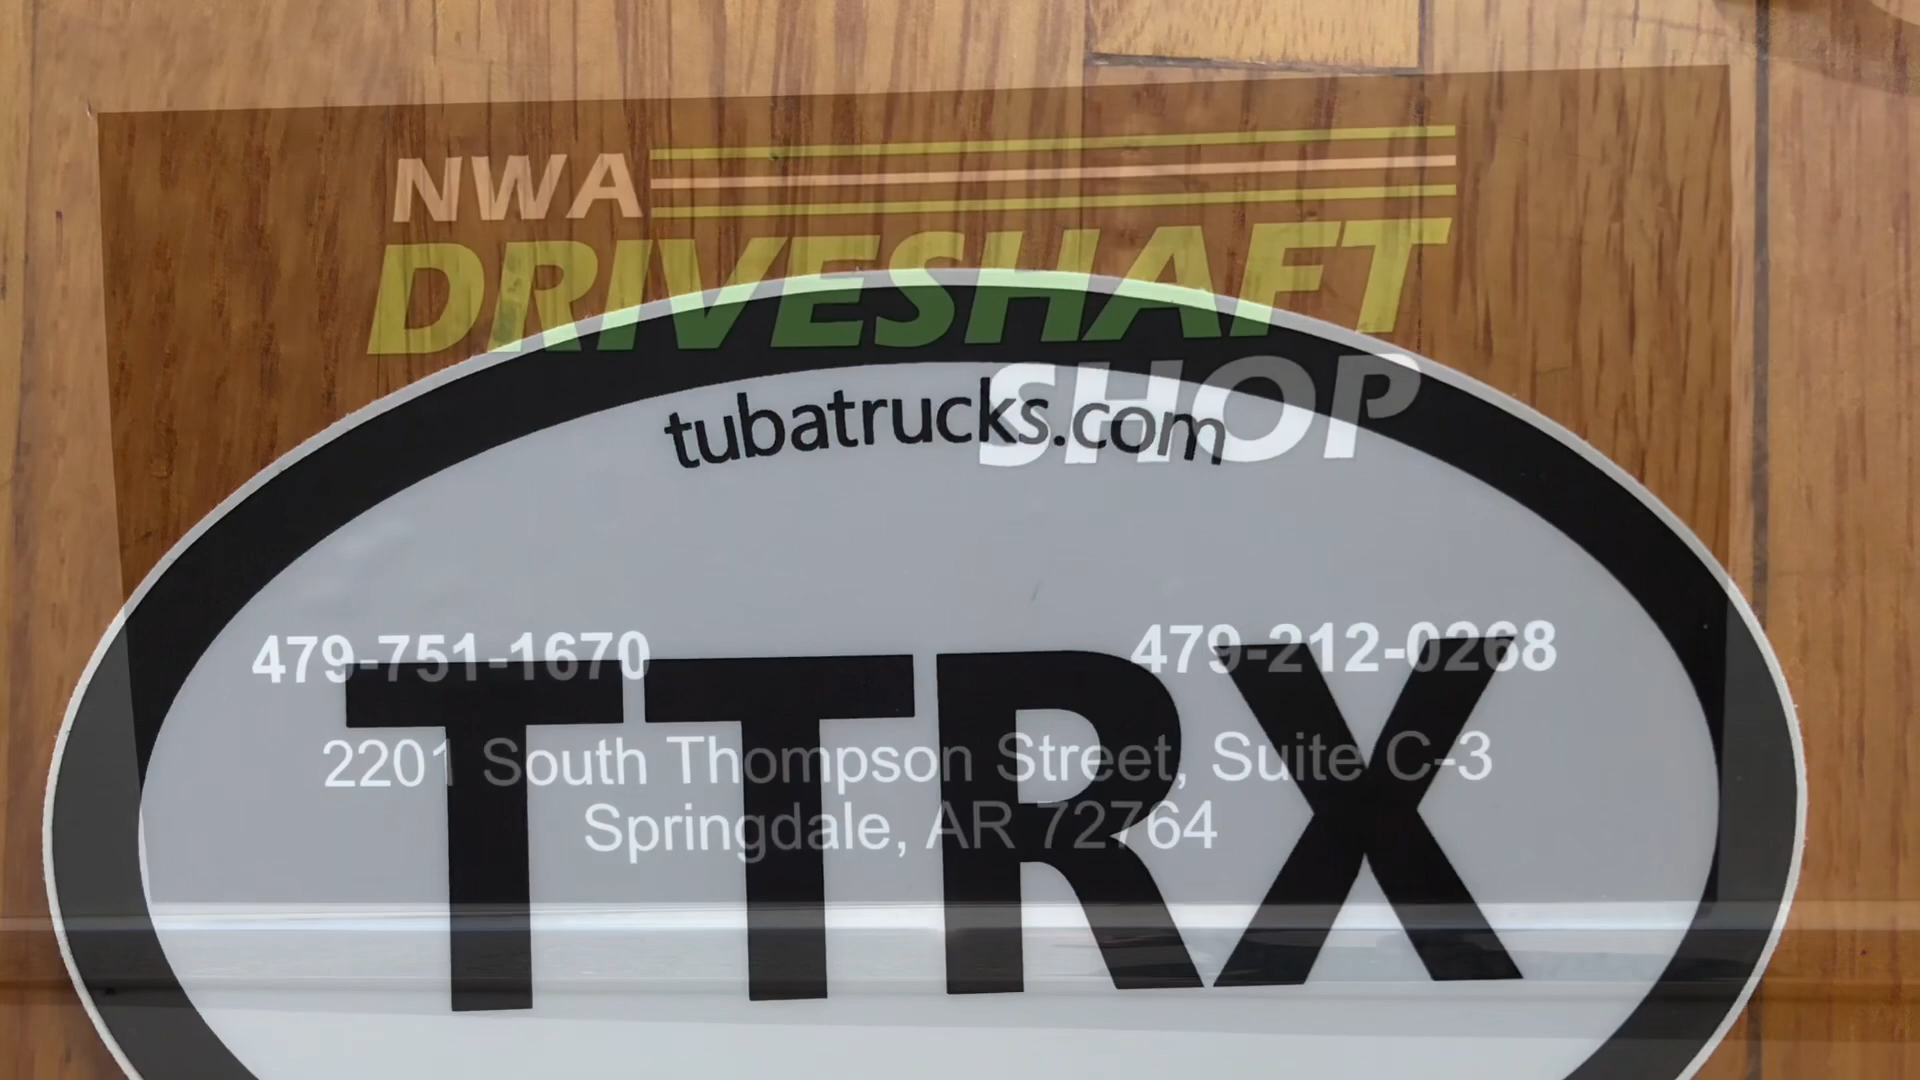 NWA
DRIVESHAFT
SHOP
tubatrucks.com
479-751-1670 479-212-0268
TTRX
2201 South Thompson Street, Suite C-3
Springdale, AR 72764